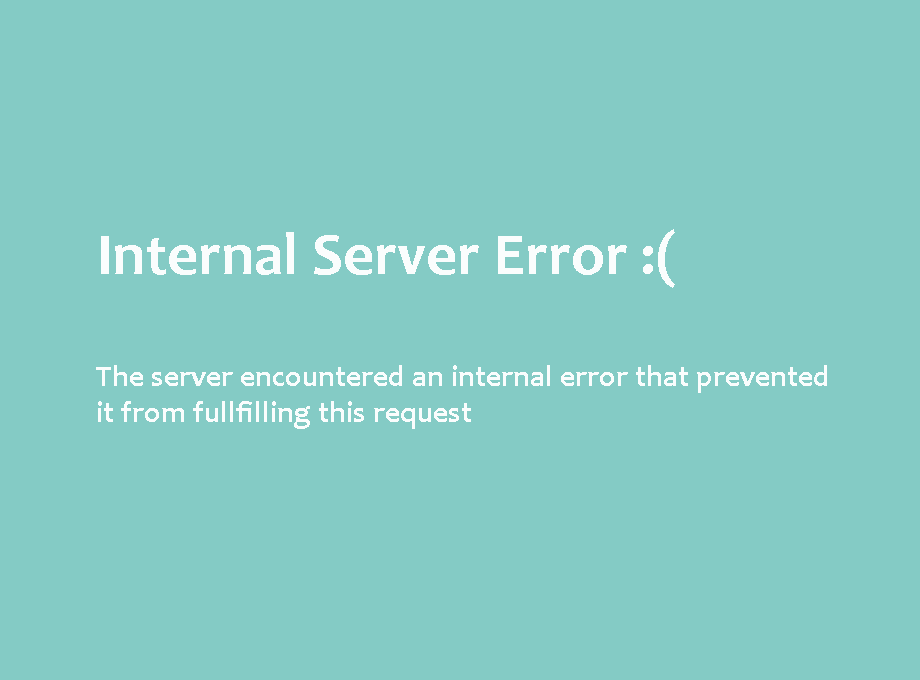 Internal Server Error :(
The server encountered an internal error that prevented
it from fullfilling this request